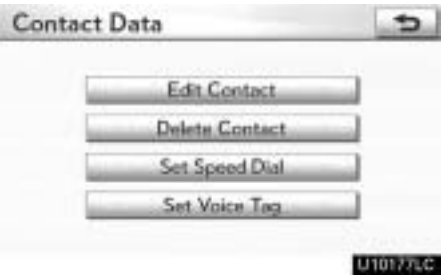 Contact Data
Edit Contact
Delete Contact
Set Speed Dial
Set Voice Tag
U10177LC